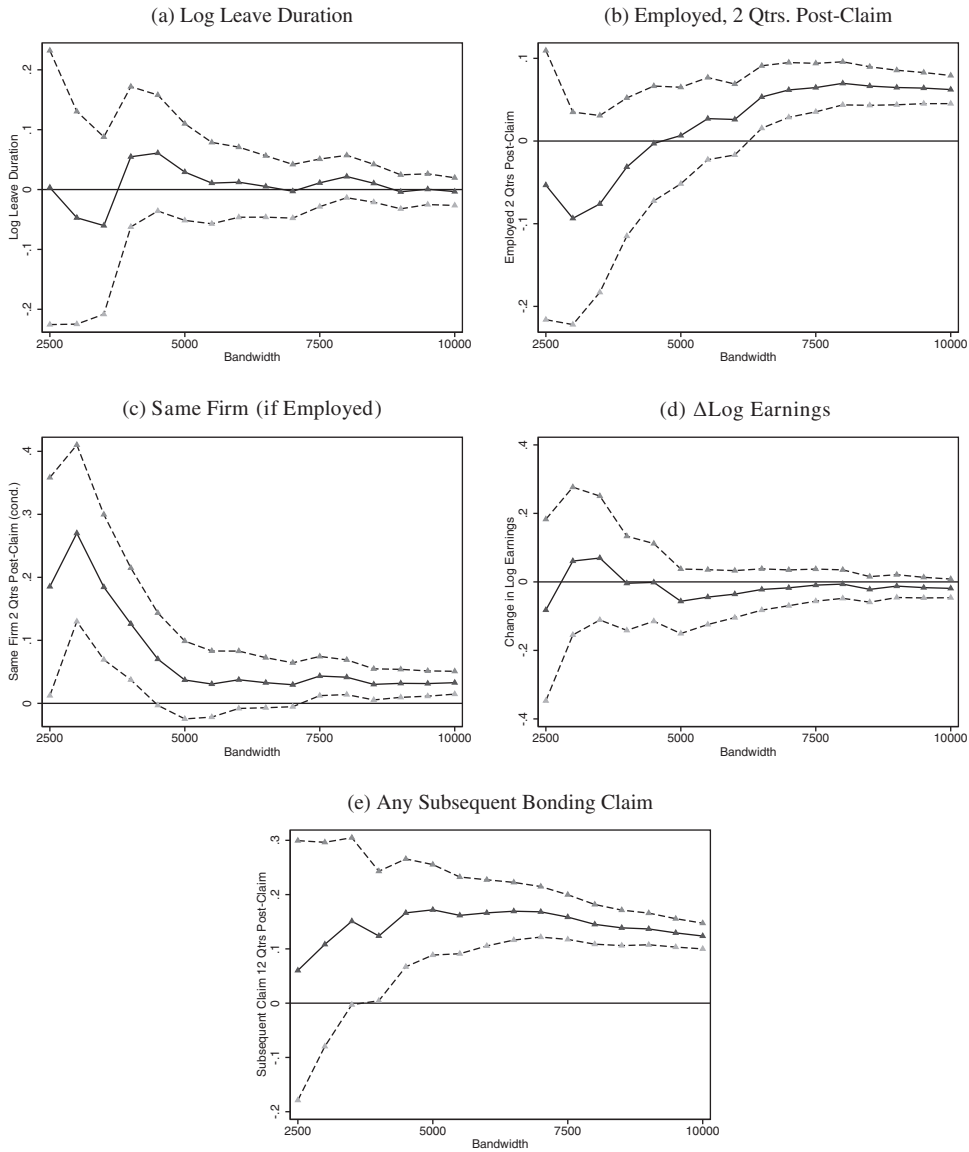 (a) Log Leave Duration
Log Leave Duration
.2
.1
0
-.1
-.2
2500 5000 7500 10000
Bandwidth
(b) Employed, 2 Qtrs. Post-Claim
Employed 2 Qtrs Post-Claim
.1
0
-.1
-.2
2500 5000 7500 10000
Bandwidth
(c) Same Firm (if Employed)
Same Firm 2 Qtrs Post-Claim (cond.)
.4
.3
.2
.1
0
2500 5000 7500 10000
Bandwidth
(d) ΔLog Earnings
Change in Log Earnings
.4
.2
0
-.2
-.4
2500 5000 7500 10000
Bandwidth
(e) Any Subsequent Bonding Claim
Subsequent Claim 12 Qtrs Post-Claim
.3
.2
.1
0
-.1
-.2
2500 5000 7500 10000
Bandwidth